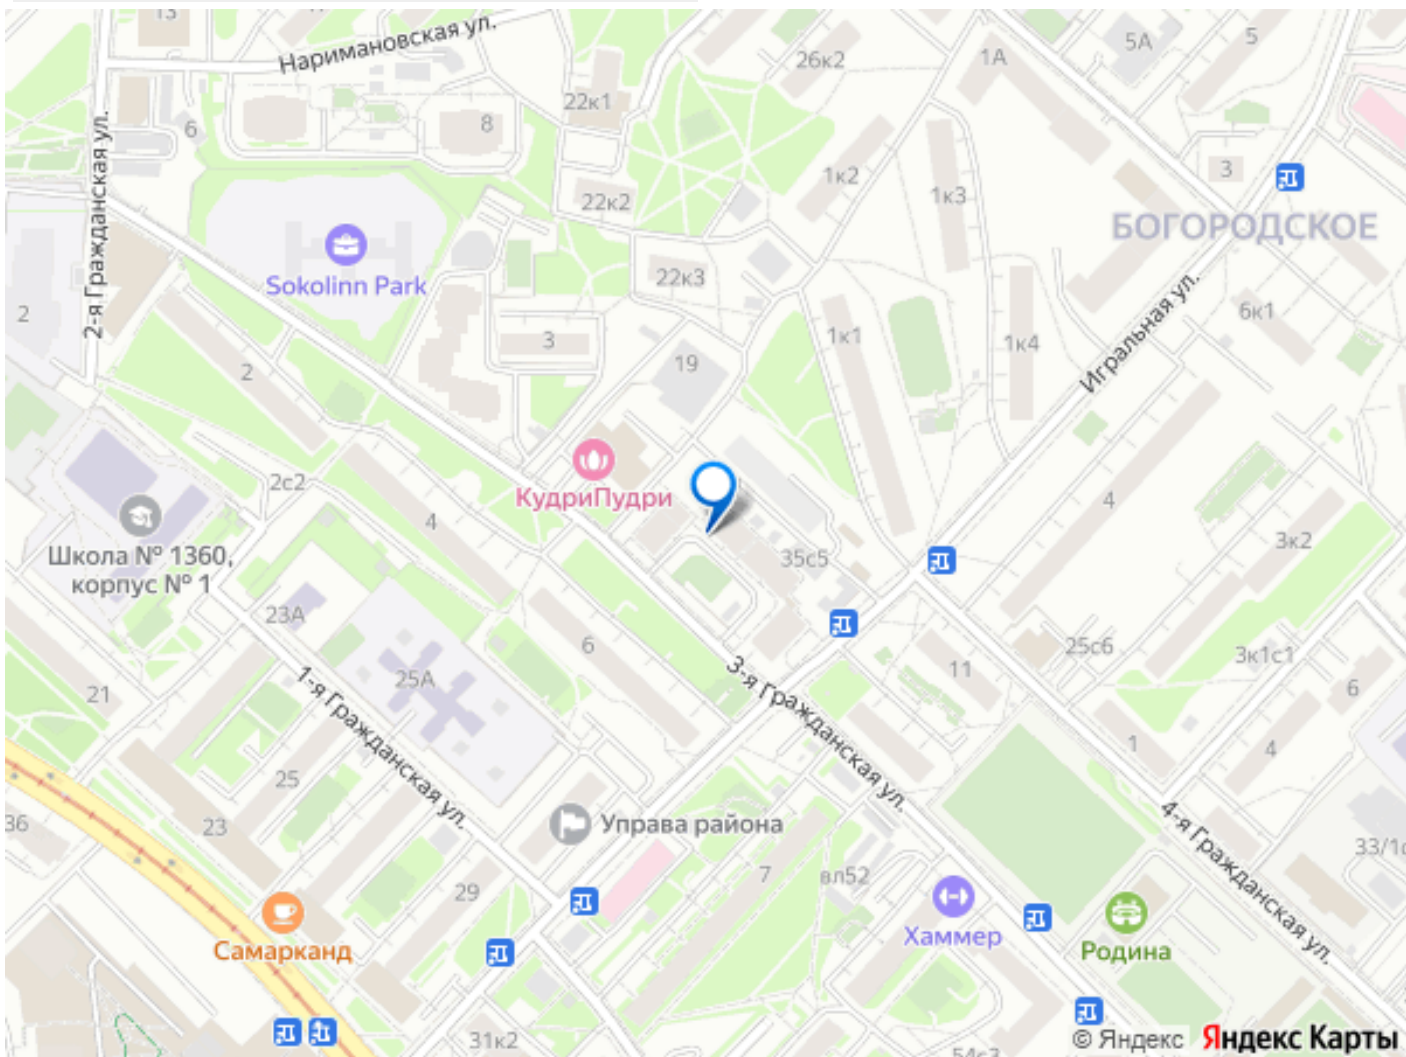 13
Наримановская ул.
26к2
1А
5А
5
22к1
6
8
2-я Гражданская ул.
22к2
1к2
1к3
3
БОГОРОДСКОЕ
Sokolinn Park
22к3
2
3
1к1
1к4
6к1
Игральная ул.
2
19
КудриПудри
2с2
4
4
Школа № 1360,
корпус № 1
35с5
3к2
23А
6
11
25с6
3к1с1
6
25А
21
1-я Гражданская ул.
3-я Гражданская ул.
1
4
25
4-я Гражданская ул.
36
23
Управа района
33/1с
7
вл52
29
Самарканд
Хаммер
Родина
31к2
54с3
© Яндекс Яндекс Карты